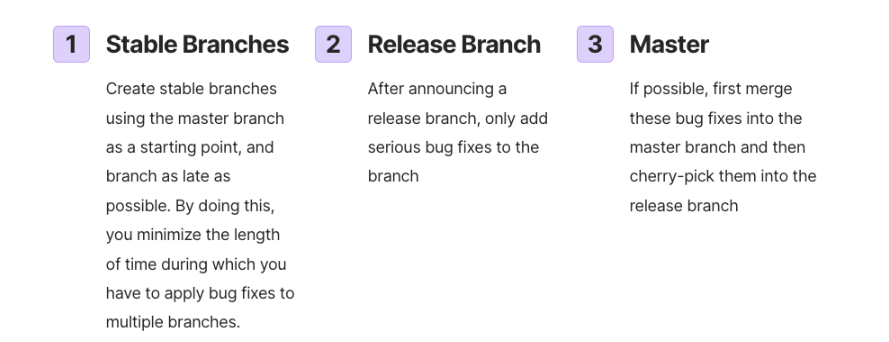 1 Stable Branches
Create stable branches
using the master branch
as a starting point, and
branch as late as
possible. By doing this,
you minimize the length
of time during which you
have to apply bug fixes to
multiple branches.
2 Release Branch
After announcing a
release branch, only add
serious bug fixes to the
branch
3 Master
If possible, first merge
these bug fixes into the
master branch and then
cherry-pick them into the
release branch